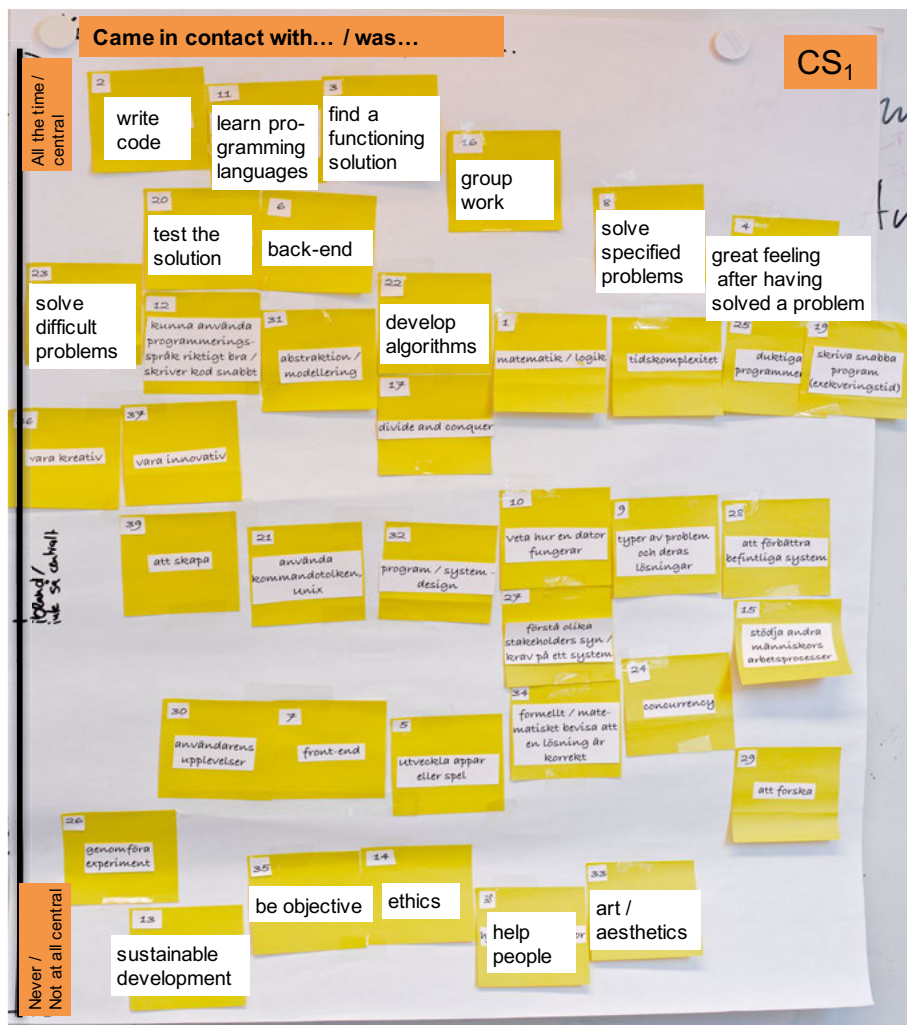 Came in contact with… / was…
CS₁
All the time /
central
2
write
code
11
learn pro-
gramming
languages
3
find a
functioning
solution
16
group
work
20
test the
solution
6
back-end
8
solve
specified
problems
4
great feeling
after having
solved a problem
23
solve
difficult
problems
12
kunna använda
programmerings-
språk riktigt bra /
skriver kod snabbt
31
abstraktion /
modellering
22
develop
algorithms
1
matematik / logik
tidskomplexitet
25
duktiga
19
skriva snabba
program
(exekveringstid)
17
divide and conquer
vara kreativ
37
vara innovativ
ibland /
inte så centralt
39
att skapa
21
använda
kommandotolken,
Unix
32
program / system-
design
10
veta hur en dator
fungerar
9
typer av problem
och deras
lösningar
28
att förbättra
befintliga system
27
förstå olika
stakeholders syn /
krav på ett system
15
stödja andra
människors
arbetsprocesser
24
concurrency
34
formellt / mate-
matiskt bevisa att
en lösning är
korrekt
30
användarens
upplevelser
7
front-end
5
utveckla appar
eller spel
29
att forska
26
genomföra
experiment
35
be objective
14
ethics
help
people
33
art /
aesthetics
13
sustainable
development
Never /
Not at all central